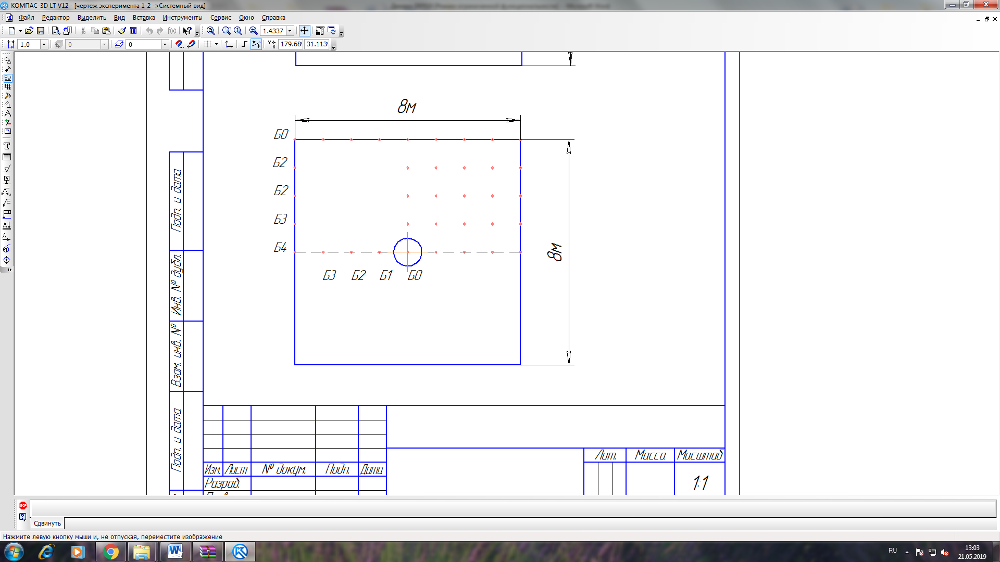 КОМПАС-3D LT V12 - [чертеж эксперимента 1-2 ->Системный вид]
Файл Редактор Выделить Вид Вставка Инструменты Сервис Окно Справка
1.4337
1.0 0 0 179.68 31.113
8м
Б0
Б2
Б2
Б3
Б4
Б3 Б2 Б1 Б0
8м
Подп. и дата
Инв. № дубл.
Взам. инв. №
Подп. и дата
Лит. Масса Масштаб
Изм. Лист № докум. Подп. Дата
Разраб.
1:1
STOP
Сдвинуть
Нажмите левую кнопку мыши и, не отпуская, переместите изображение
RU
13:03
21.05.2019